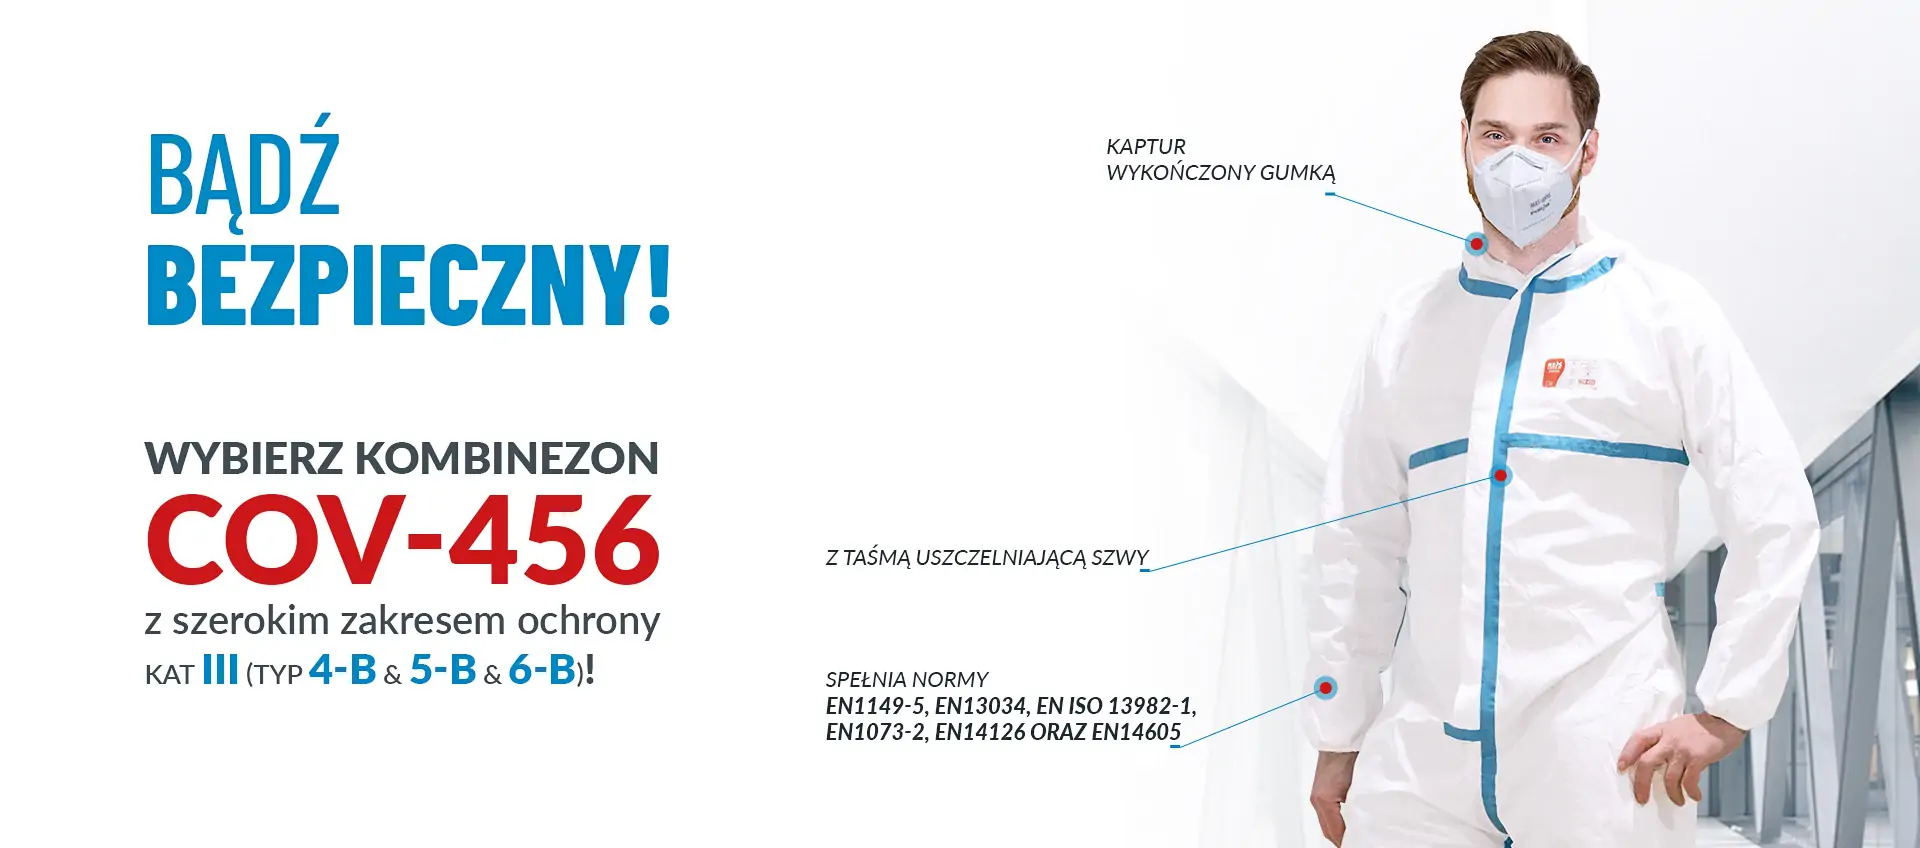 BĄDŹ
BEZPIECZNY!
WYBIERZ KOMBINEZON
COV-456
z szerokim zakresem ochrony
KAT III (TYP 4-B & 5-B & 6-B)!
KAPTUR
WYKOŃCZONY GUMKĄ
Z TAŚMĄ USZCZELNIAJĄCĄ SZWY
SPEŁNIA NORMY
EN1149-5, EN13034, EN ISO 13982-1,
EN1073-2, EN14126 ORAZ EN14605